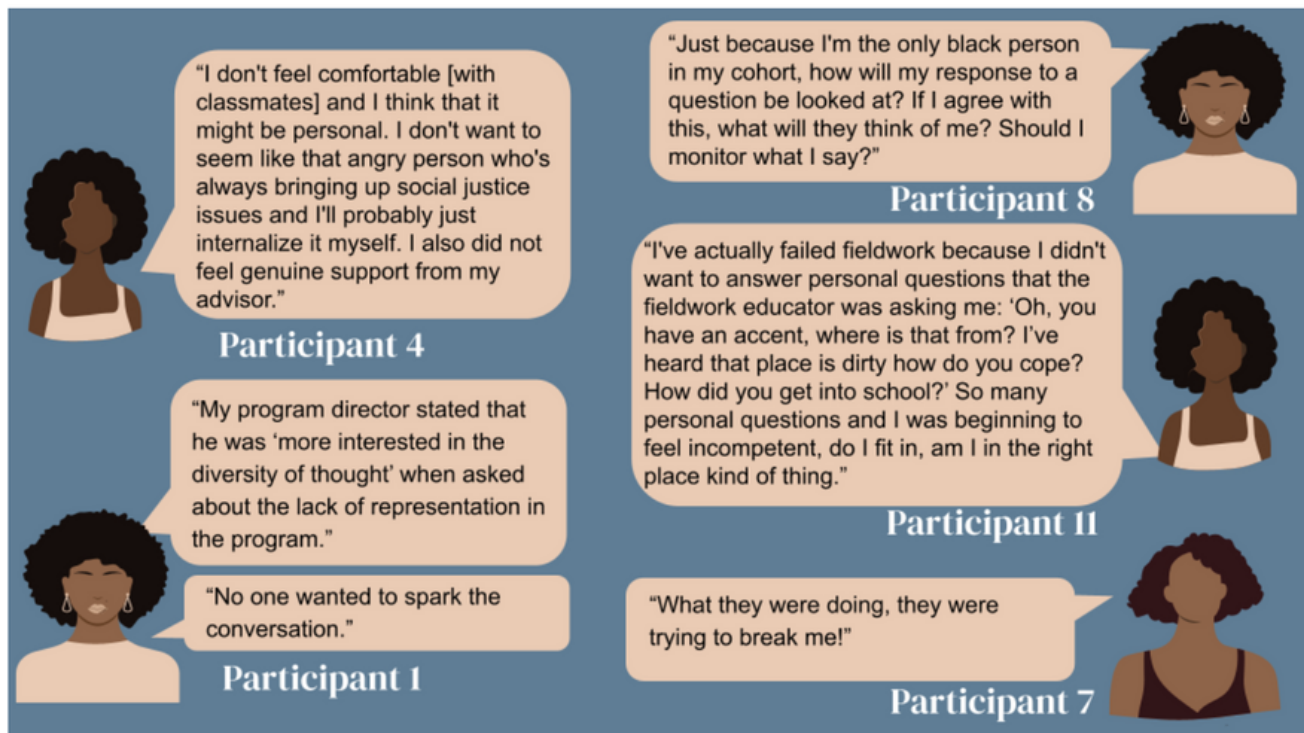 “I don't feel comfortable [with
classmates] and I think that it
might be personal. I don't want to
seem like that angry person who's
always bringing up social justice
issues and I'll probably just
internalize it myself. I also did not
feel genuine support from my
advisor.”
Participant 4
“My program director stated that
he was ‘more interested in the
diversity of thought’ when asked
about the lack of representation in
the program.”
“No one wanted to spark the
conversation.”
Participant 1
“Just because I'm the only black person
in my cohort, how will my response to a
question be looked at? If I agree with
this, what will they think of me? Should I
monitor what I say?”
Participant 8
“I've actually failed fieldwork because I didn't
want to answer personal questions that the
fieldwork educator was asking me: ‘Oh, you
have an accent, where is that from? I’ve
heard that place is dirty how do you cope?
How did you get into school?’ So many
personal questions and I was beginning to
feel incompetent, do I fit in, am I in the right
place kind of thing.”
Participant 11
“What they were doing, they were
trying to break me!”
Participant 7